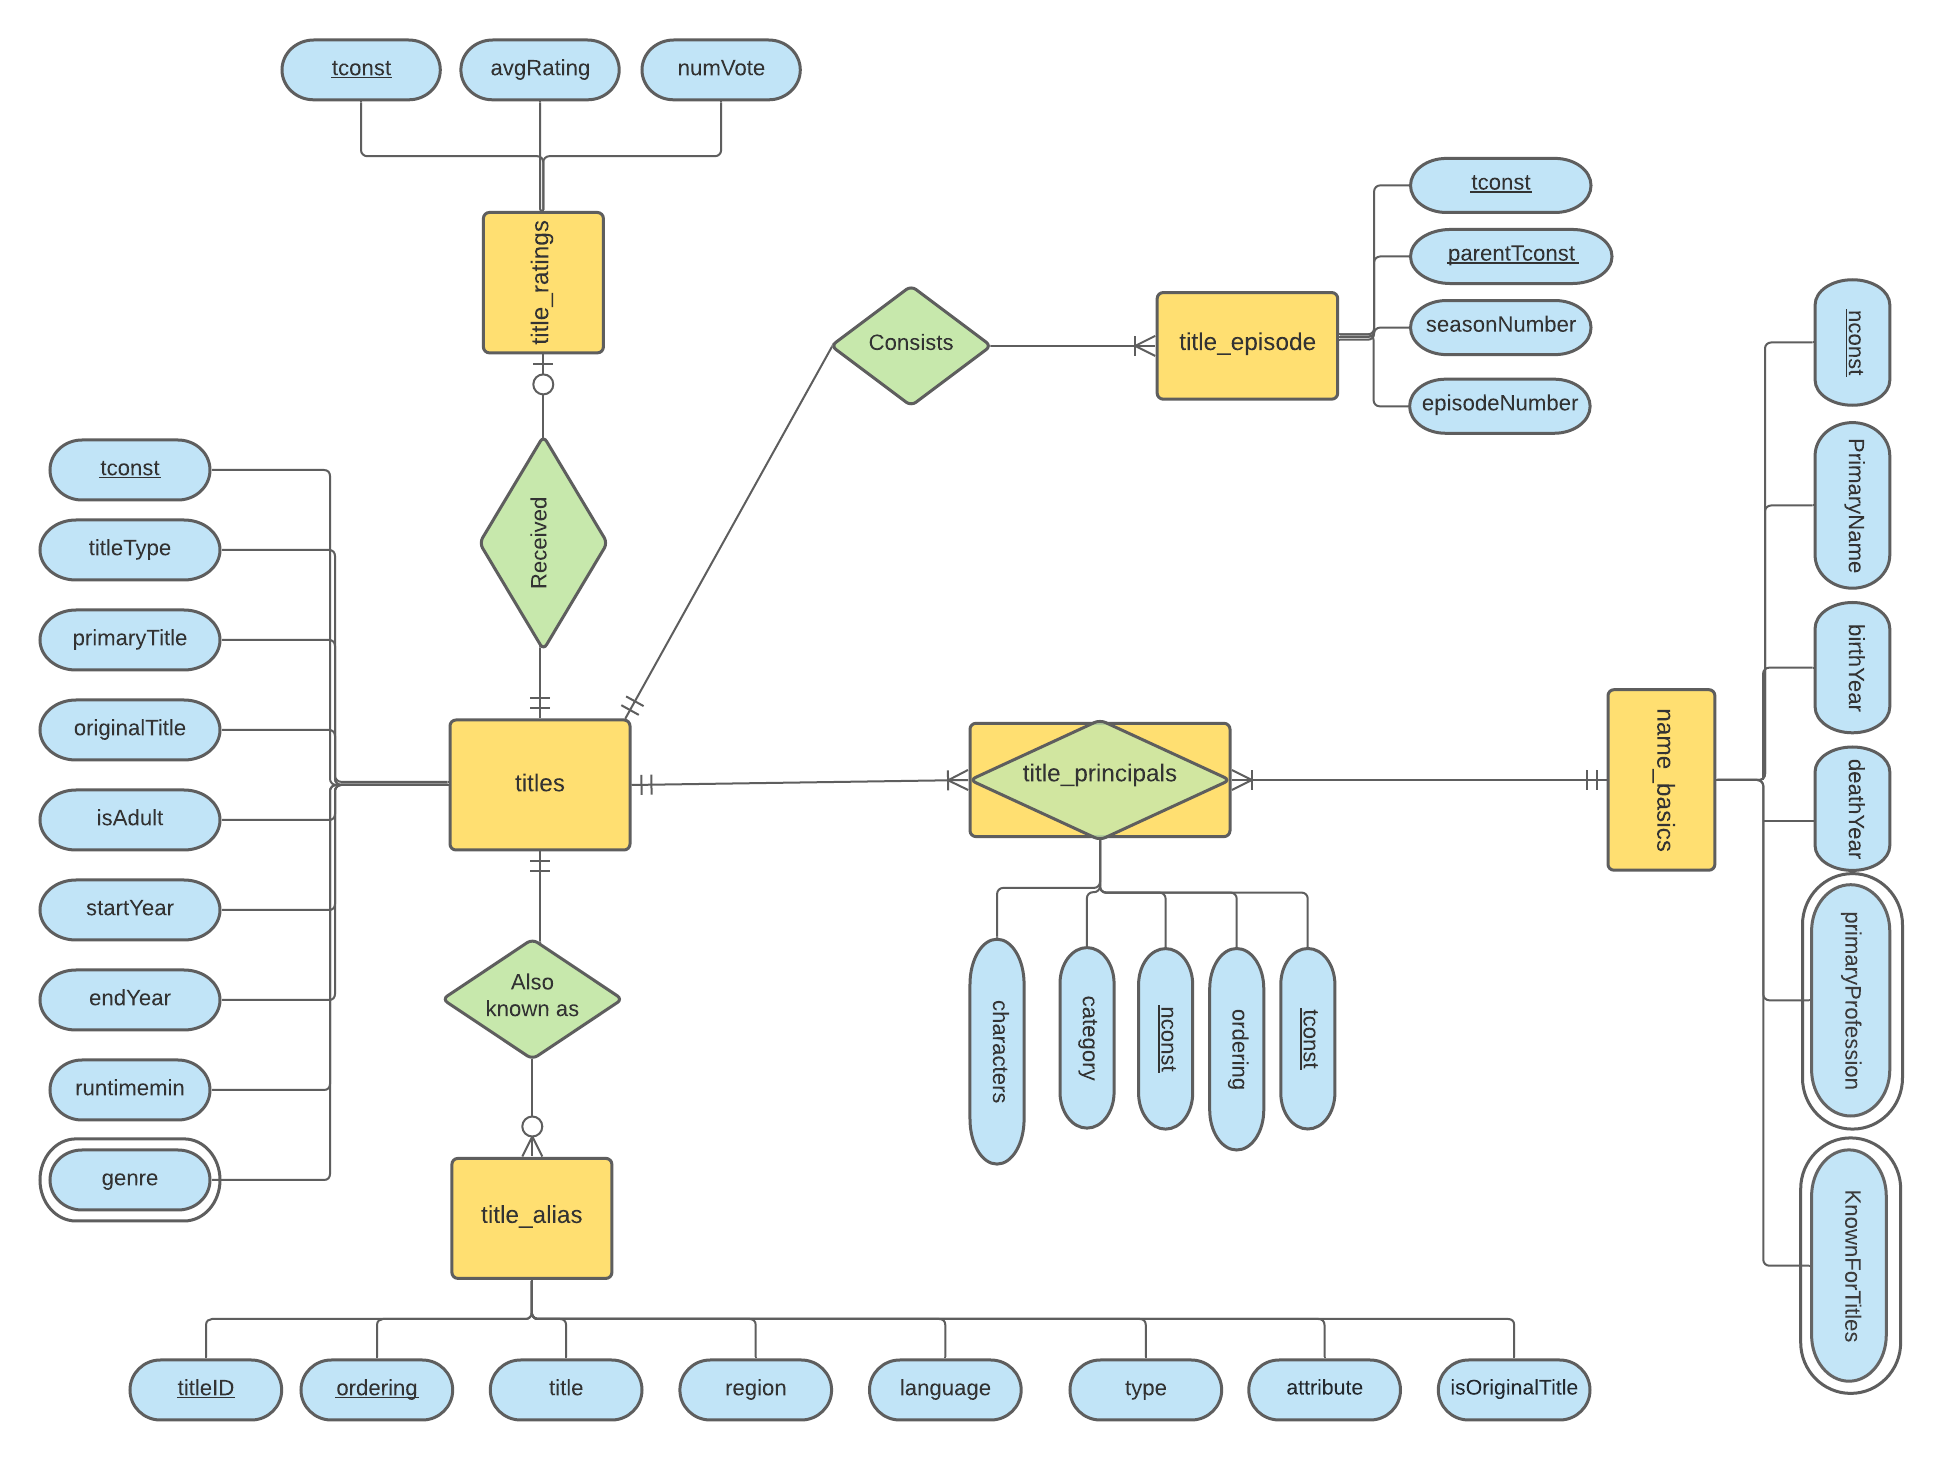 tconst
avgRating
numVote
title_ratings
Received
Consists
title_episode
tconst
parentTconst
seasonNumber
episodeNumber
nconst
PrimaryName
birthYear
deathYear
primaryProfession
KnownForTitles
name_basics
tconst
titleType
primaryTitle
originalTitle
isAdult
startYear
endYear
runtimemin
genre
titles
title_principals
characters
category
nconst
ordering
tconst
Also
known as
title_alias
titleID
ordering
title
region
language
type
attribute
isOriginalTitle